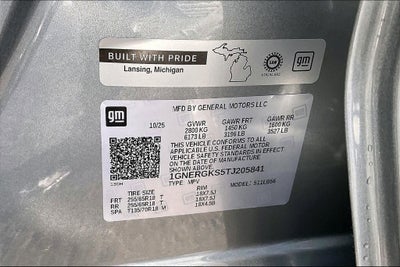 BUILT WITH PRIDE
Lansing, Michigan
gm
gm
MFD BY GENERAL MOTORS LLC
10/25 GVWR GAWR FRT GAWR RR
2800 KG 1450 KG 1600 KG
6173 LB 3196 LB 3527 LB
THIS VEHICLE CONFORMS TO ALL
APPLICABLE U.S. FEDERAL MOTOR
VEHICLE SAFETY STANDARDS IN EFFECT
ON THE DATE OF MANUFACTURE
SHOWN ABOVE.
1GNERGKS5TJ205841
TYPE: MPV MODEL:
TIRE SIZE RIM
FRT 255/65R18 T 18X7.5J
RR 255/65R18 T 18X7.5J
SPA T135/70R18 M 18X4.5B